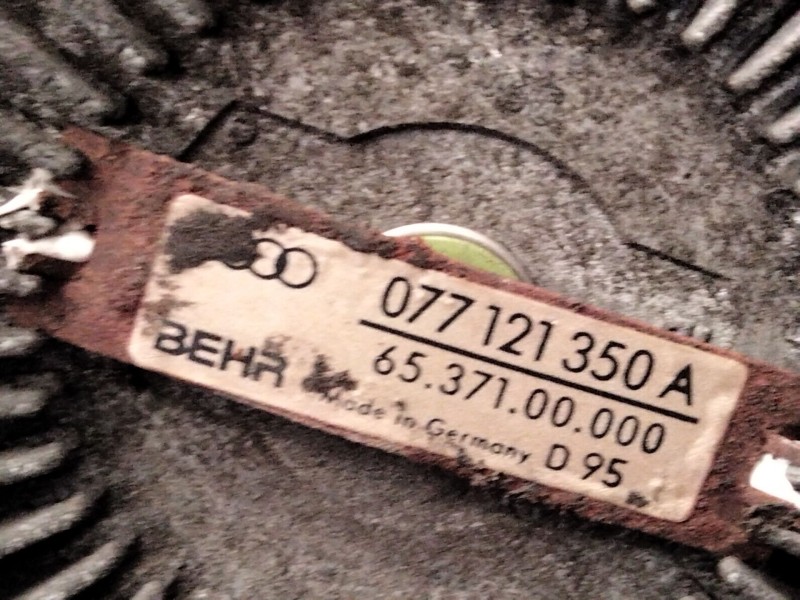 077 121 350 A
65.371.00.000
BEHR
Made in Germany D 95